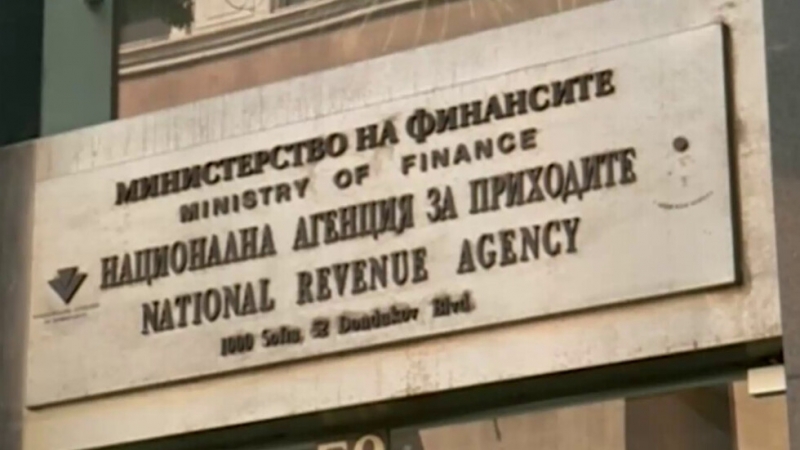 МИНИСТЕРСТВО НА ФИНАНСИТЕ
MINISTRY OF FINANCE
НАЦИОНАЛНА АГЕНЦИЯ ЗА ПРИХОДИТЕ
NATIONAL REVENUE AGENCY
1000 Sofia, 52 Dondukov Blvd.